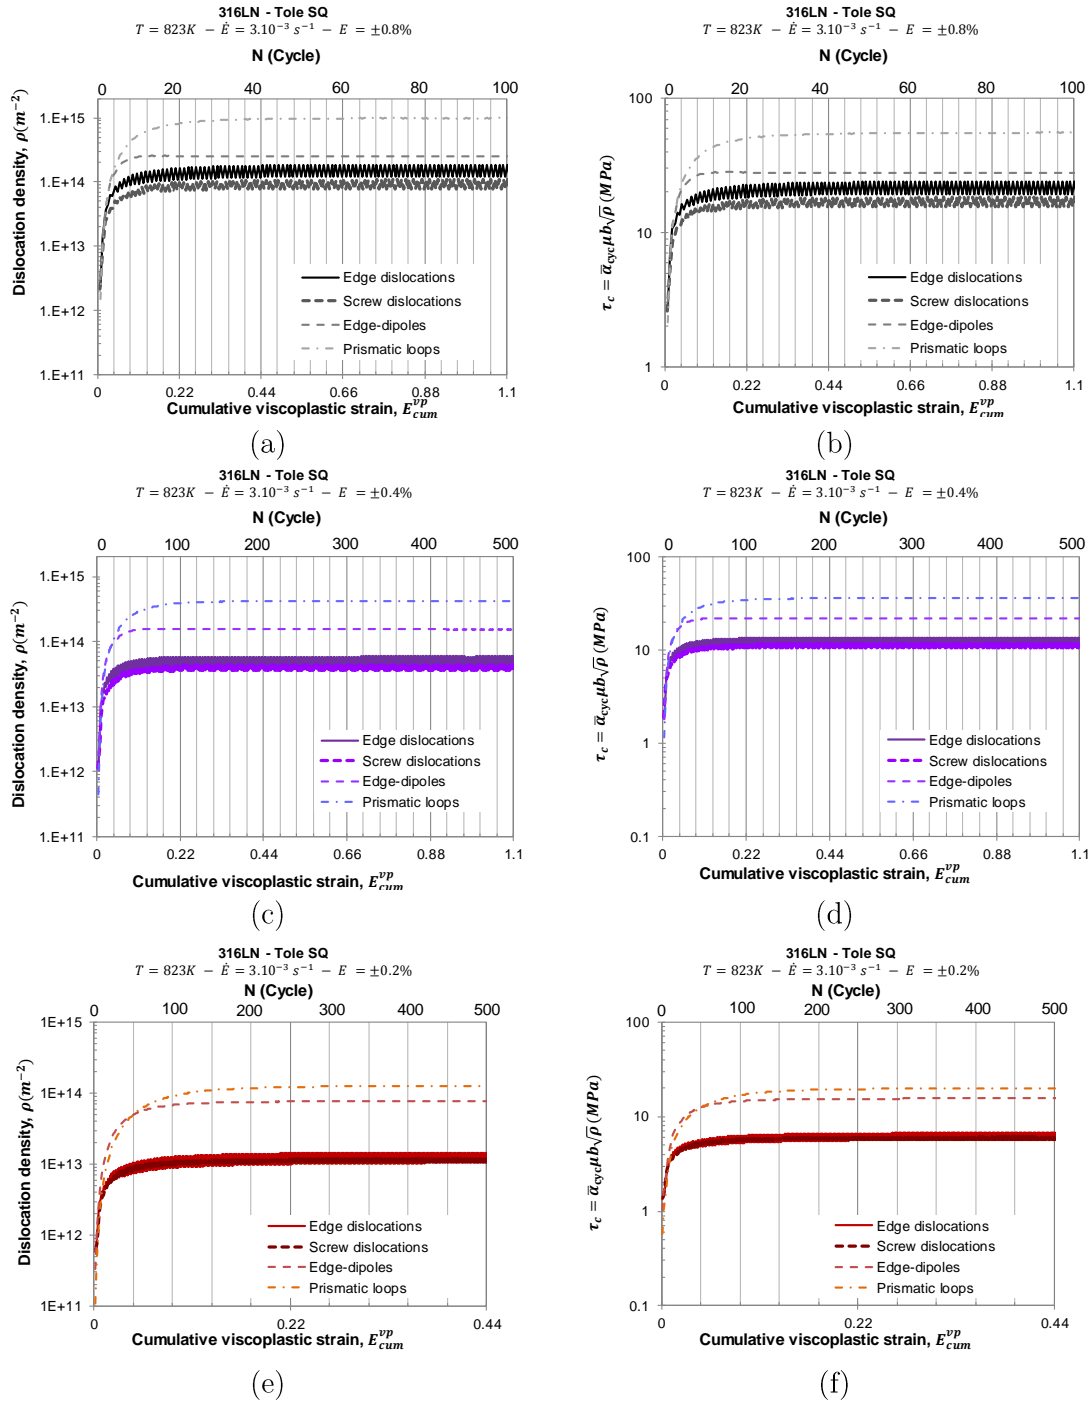 316LN - Tole SQ
T = 823K − Ė = 3.10⁻³ s⁻¹ − E = ±0.8%
N (Cycle)
0 20 40 60 80 100
Dislocation density, ρ(m⁻²)
1.E+15
1.E+14
1.E+13
1.E+12
1.E+11
Edge dislocations
Screw dislocations
Edge-dipoles
Prismatic loops
0 0.22 0.44 0.66 0.88 1.1
Cumulative viscoplastic strain, E_cum^vp
(a)
316LN - Tole SQ
T = 823K − Ė = 3.10⁻³ s⁻¹ − E = ±0.8%
N (Cycle)
0 20 40 60 80 100
τ_c = ᾱ_cyc μb√ρ (MPa)
100
10
1
Edge dislocations
Screw dislocations
Edge-dipoles
Prismatic loops
0 0.22 0.44 0.66 0.88 1.1
Cumulative viscoplastic strain, E_cum^vp
(b)
316LN - Tole SQ
T = 823K − Ė = 3.10⁻³ s⁻¹ − E = ±0.4%
N (Cycle)
0 100 200 300 400 500
Dislocation density, ρ(m⁻²)
1.E+15
1.E+14
1.E+13
1.E+12
1.E+11
Edge dislocations
Screw dislocations
Edge-dipoles
Prismatic loops
0 0.22 0.44 0.66 0.88 1.1
Cumulative viscoplastic strain, E_cum^vp
(c)
316LN - Tole SQ
T = 823K − Ė = 3.10⁻³ s⁻¹ − E = ±0.4%
N (Cycle)
0 100 200 300 400 500
τ_c = ᾱ_cyc μb√ρ (MPa)
100
10
1
0.1
Edge dislocations
Screw dislocations
Edge-dipoles
Prismatic loops
0 0.22 0.44 0.66 0.88 1.1
Cumulative viscoplastic strain, E_cum^vp
(d)
316LN - Tole SQ
T = 823K − Ė = 3.10⁻³ s⁻¹ − E = ±0.2%
N (Cycle)
0 100 200 300 400 500
Dislocation density, ρ(m⁻²)
1E+15
1E+14
1E+13
1E+12
1E+11
Edge dislocations
Screw dislocations
Edge-dipoles
Prismatic loops
0 0.22 0.44
Cumulative viscoplastic strain, E_cum^vp
(e)
316LN - Tole SQ
T = 823K − Ė = 3.10⁻³ s⁻¹ − E = ±0.2%
N (Cycle)
0 100 200 300 400 500
τ_c = ᾱ_cyc μb√ρ (MPa)
100
10
1
0.1
Edge dislocations
Screw dislocations
Edge-dipoles
Prismatic loops
0 0.22 0.44
Cumulative viscoplastic strain, E_cum^vp
(f)